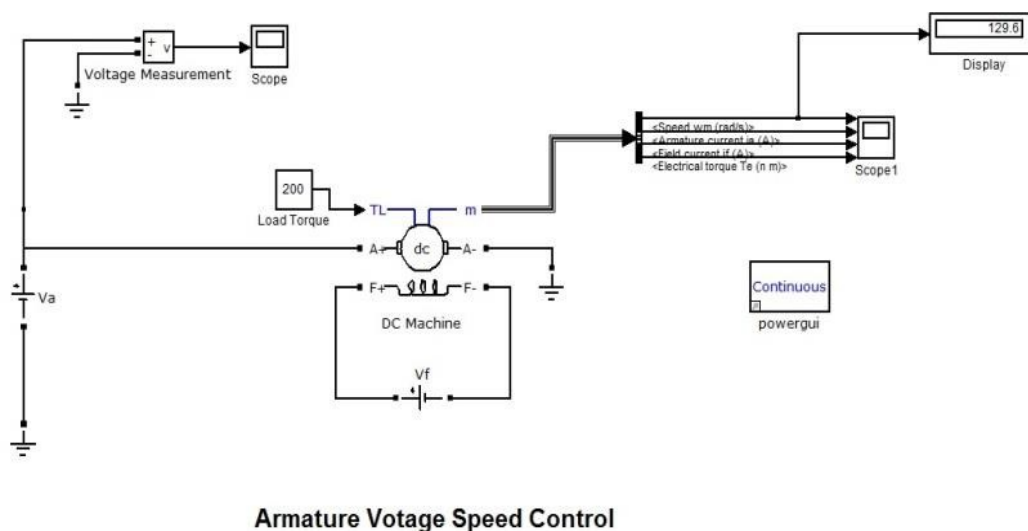 129.6
Display
+
-
v
Voltage Measurement
Scope
<Speed wm (rad/s)>
<Armature current ia (A)>
<Field current if (A)>
<Electrical torque Te (n m)>
Scope1
200
Load Torque
TL
m
A+
dc
A-
Va
F+
F-
DC Machine
Continuous
powergui
Vf
Armature Votage Speed Control